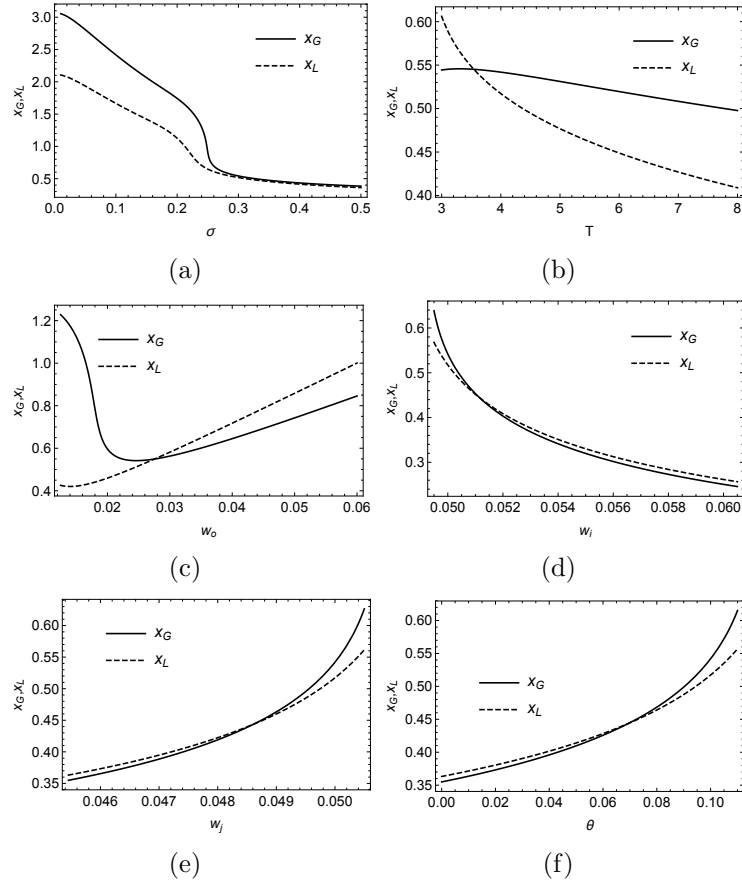 3.0
2.5
2.0
1.5
1.0
0.5
x_G,x_L
x_G
x_L
0.0 0.1 0.2 0.3 0.4 0.5
σ
(a)
0.60
0.55
0.50
0.45
0.40
x_G,x_L
x_G
x_L
3 4 5 6 7 8
T
(b)
1.2
1.0
0.8
0.6
0.4
x_G,x_L
x_G
x_L
0.02 0.03 0.04 0.05 0.06
w_o
(c)
0.6
0.5
0.4
0.3
x_G,x_L
x_G
x_L
0.050 0.052 0.054 0.056 0.058 0.060
w_i
(d)
0.60
0.55
0.50
0.45
0.40
0.35
x_G,x_L
x_G
x_L
0.046 0.047 0.048 0.049 0.050
w_j
(e)
0.60
0.55
0.50
0.45
0.40
0.35
x_G,x_L
x_G
x_L
0.00 0.02 0.04 0.06 0.08 0.10
θ
(f)